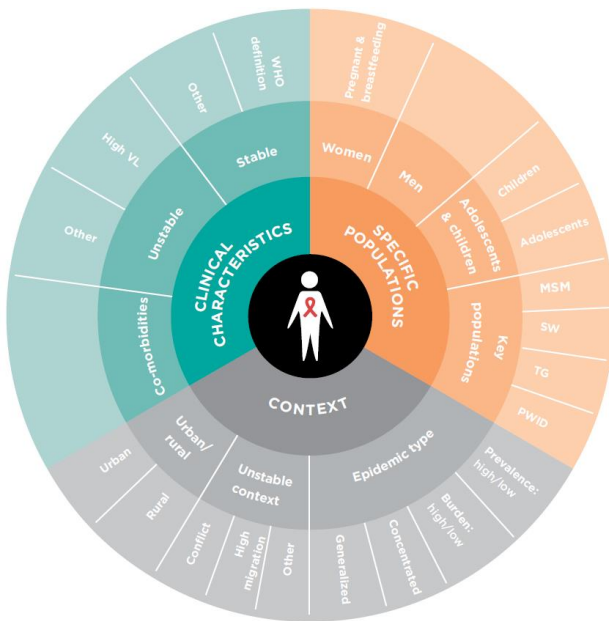 CLINICAL
CHARACTERISTICS
Stable
WHO
definition
Other
Unstable
High VL
Other
Co-morbidities
SPECIFIC
POPULATIONS
Women
Pregnant &
breastfeeding
Men
Adolescents
& children
Children
Adolescents
Key
populations
MSM
SW
TG
PWID
CONTEXT
Urban/
rural
Urban
Rural
Unstable
context
Conflict
High
migration
Other
Epidemic type
Generalized
Concentrated
Burden:
high/low
Prevalence:
high/low